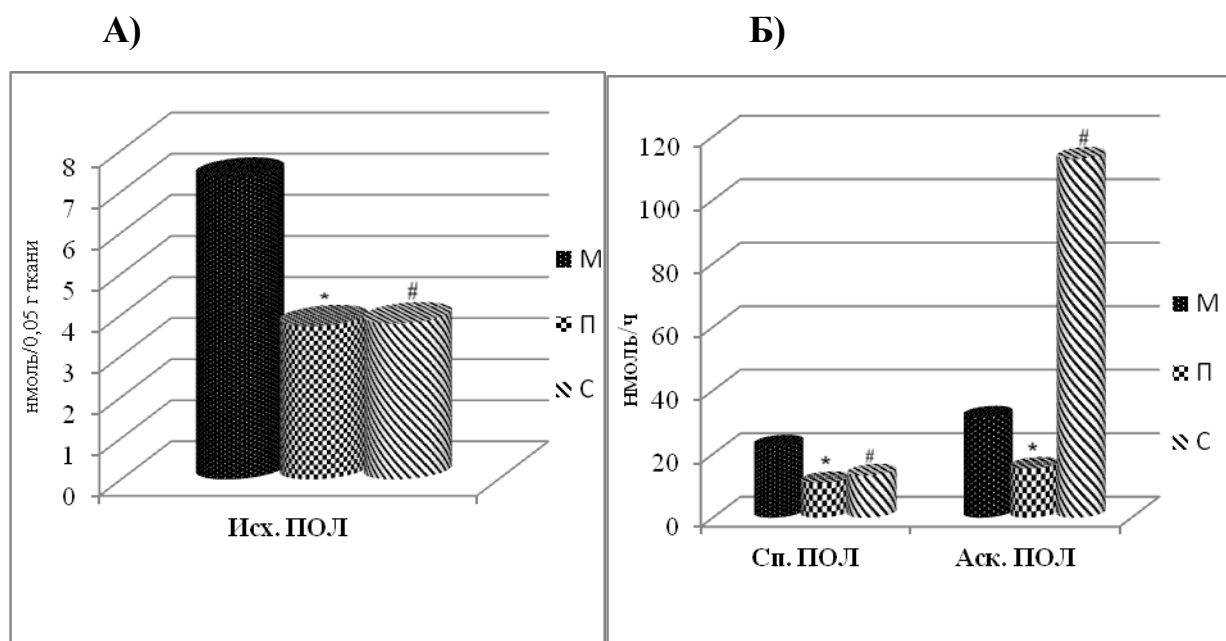 А)
нмоль/0,05 г ткани
8
7
6
5
4
3
2
1
0
*
#
Исх. ПОЛ
М
П
С
Б)
нмоль/ч
120
100
80
60
40
20
0
*
#
*
#
Сп. ПОЛ
Аск. ПОЛ
М
П
С